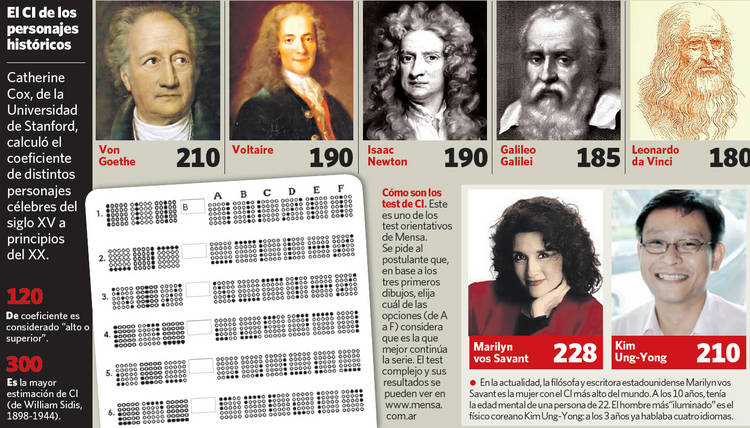 El CI de los
personajes
históricos
Catherine
Cox, de la
Universidad
de Stanford,
calculó el
coeficiente
de distintos
personajes
célebres del
siglo XV a
principios
del XX.
120
De coeficiente es
considerado "alto o
superior".
300
Es la mayor
estimación de CI
(de William Sidis,
1898-1944).
Von
Goethe
210
Voltaire
190
Isaac
Newton
190
Galileo
Galilei
185
Leonardo
da Vinci
180
A B C D E F
1.
B
2.
3.
4.
5.
6.
Cómo son los
test de CI. Este
es uno de los
test orientativos
de Mensa.
Se pide al
postulante que,
en base a los
tres primeros
dibujos, elija
cuál de las
opciones (de A
a F) considera
que es la que
mejor continúa
la serie. El test
complejo y sus
resultados se
pueden ver en
www.mensa.
com.ar
Marilyn
vos Savant
228
Kim
Ung-Yong
210
● En la actualidad, la filósofa y escritora estadounidense Marilyn vos
Savant es la mujer con el CI más alto del mundo. A los 10 años, tenía
la edad mental de una persona de 22. El hombre más "iluminado" es el
físico coreano Kim Ung-Yong: a los 3 años ya hablaba cuatro idiomas.